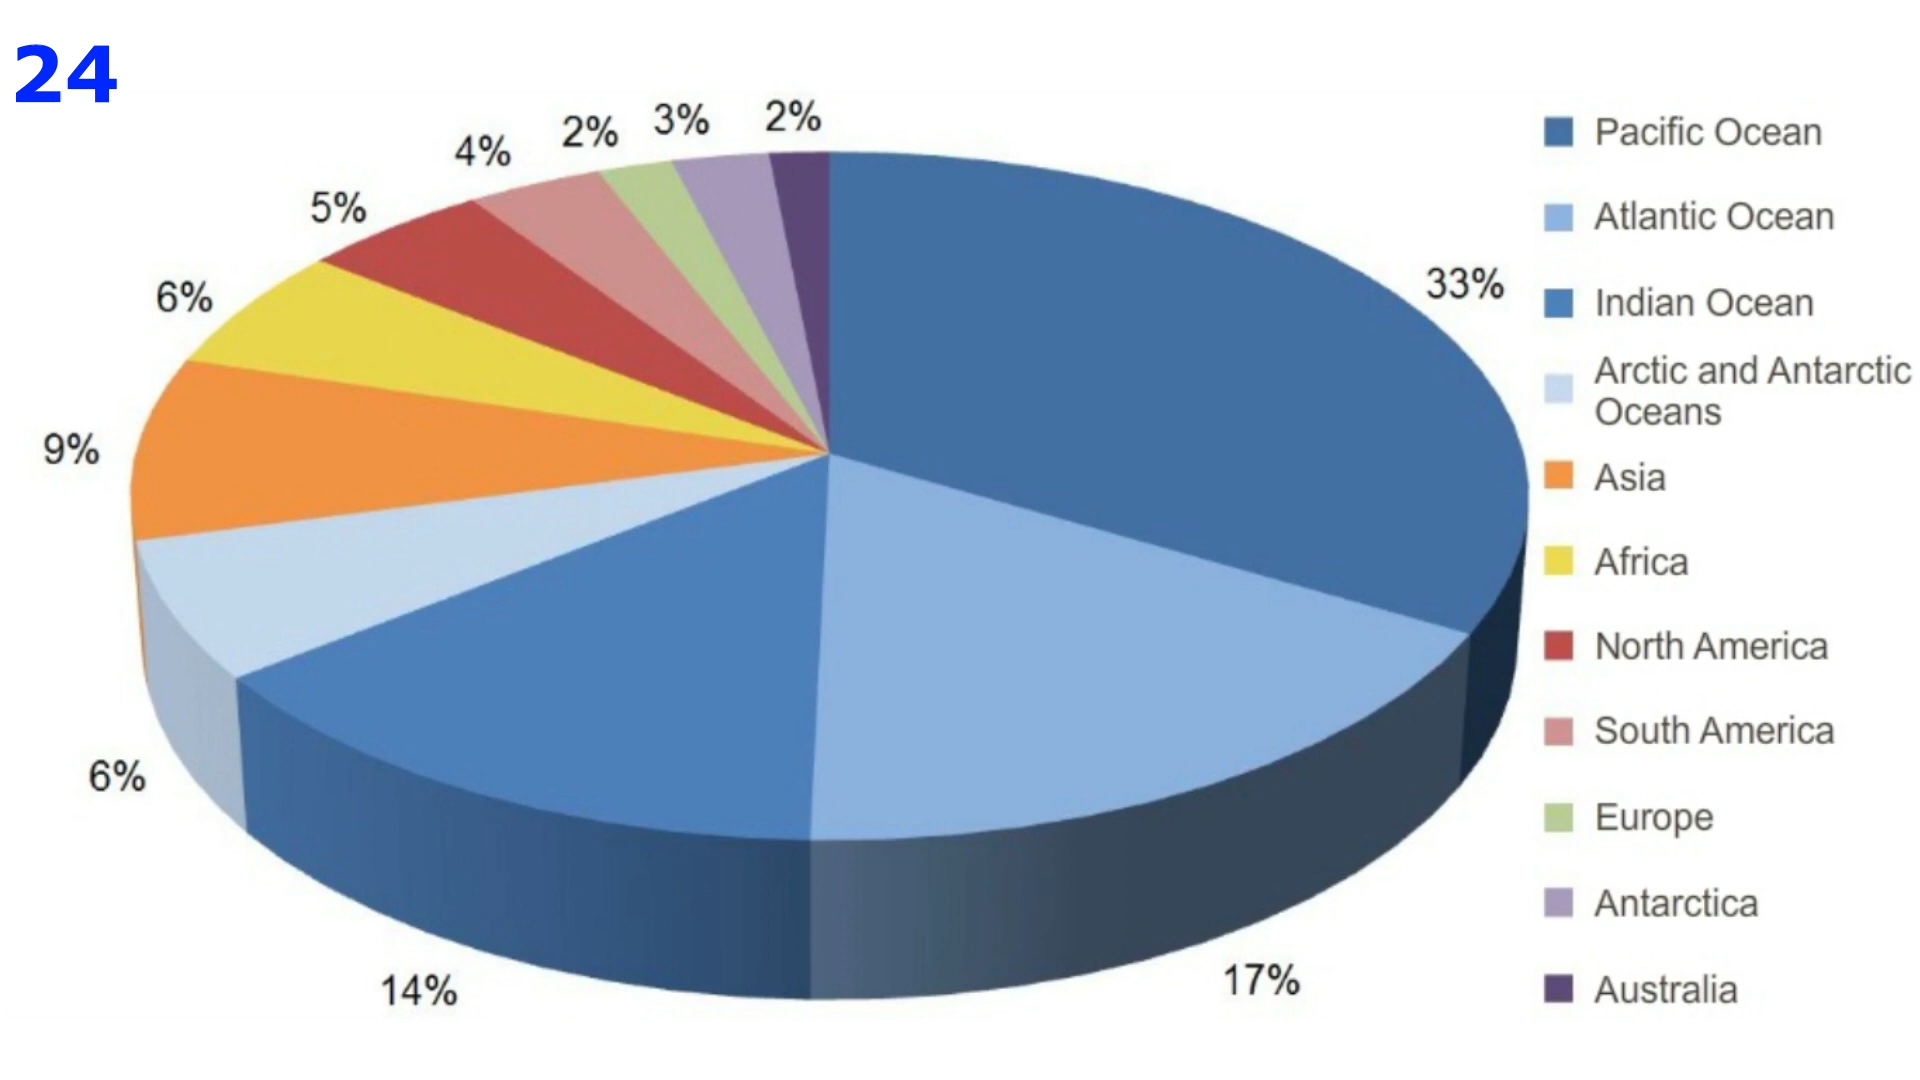 24
2%
3%
2%
4%
5%
6%
9%
6%
14%
17%
33%
Pacific Ocean
Atlantic Ocean
Indian Ocean
Arctic and Antarctic
Oceans
Asia
Africa
North America
South America
Europe
Antarctica
Australia